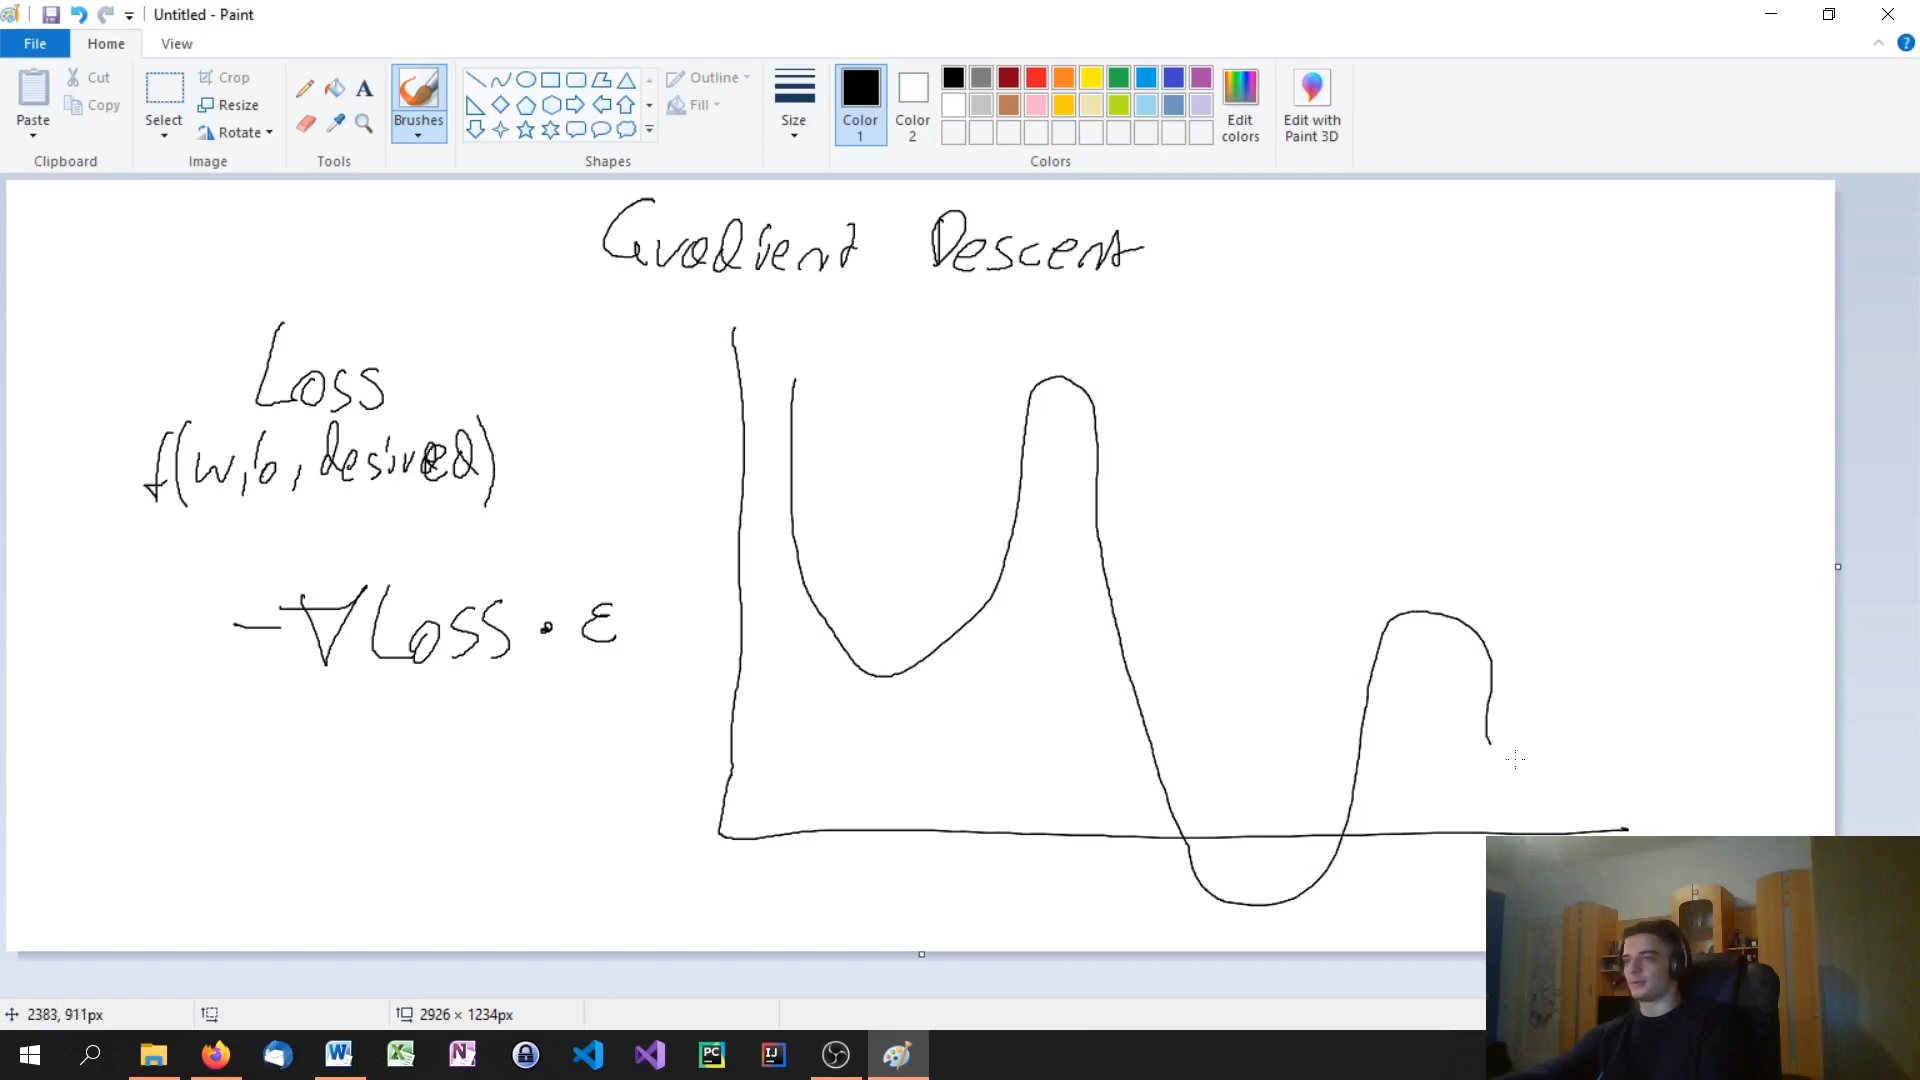 Untitled - Paint
File Home View
Paste
Cut
Copy
Clipboard
Select
Crop
Resize
Rotate
Image
Tools
A
Brushes
Shapes
Outline
Fill
Size
Color 1
Color 2
Colors
Edit colors
Edit with Paint 3D
Gradient Descent
Loss
f(w,b, desired)
-∇Loss · ε
2383, 911px
2926 × 1234px